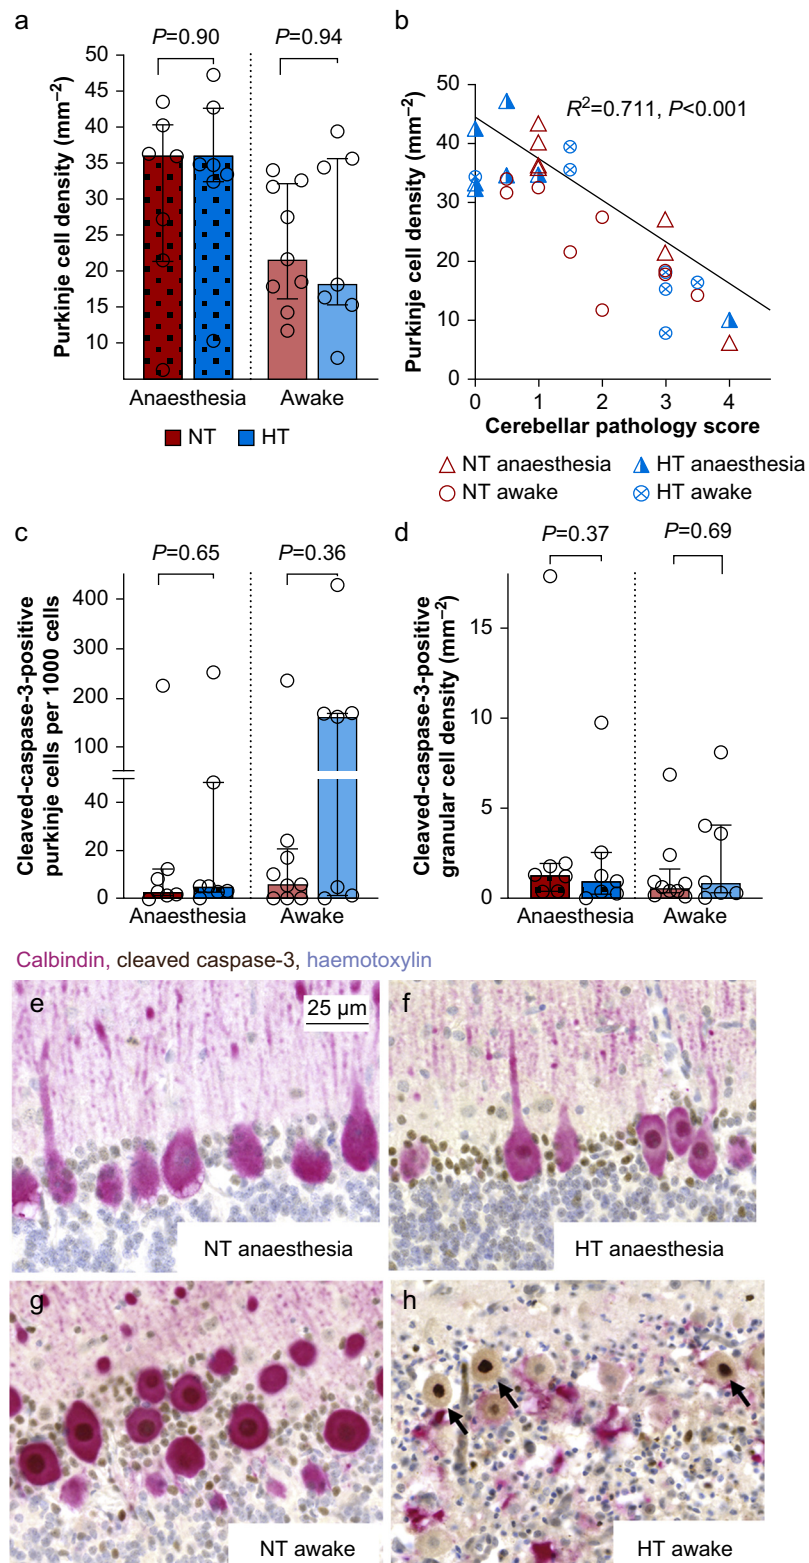 a
P=0.90
P=0.94
Purkinje cell density (mm−2)
50
45
40
35
30
25
20
15
10
Anaesthesia
Awake
NT
HT
b
R2=0.711, P<0.001
Purkinje cell density (mm−2)
50
40
30
20
10
0
0
1
2
3
4
Cerebellar pathology score
NT anaesthesia
HT anaesthesia
NT awake
HT awake
c
P=0.65
P=0.36
Cleaved-caspase-3-positive
purkinje cells per 1000 cells
400
300
200
100
40
20
0
Anaesthesia
Awake
d
P=0.37
P=0.69
Cleaved-caspase-3-positive
granular cell density (mm−2)
15
10
5
0
Anaesthesia
Awake
Calbindin, cleaved caspase-3, haemotoxylin
e
25 µm
NT anaesthesia
f
HT anaesthesia
g
NT awake
h
HT awake